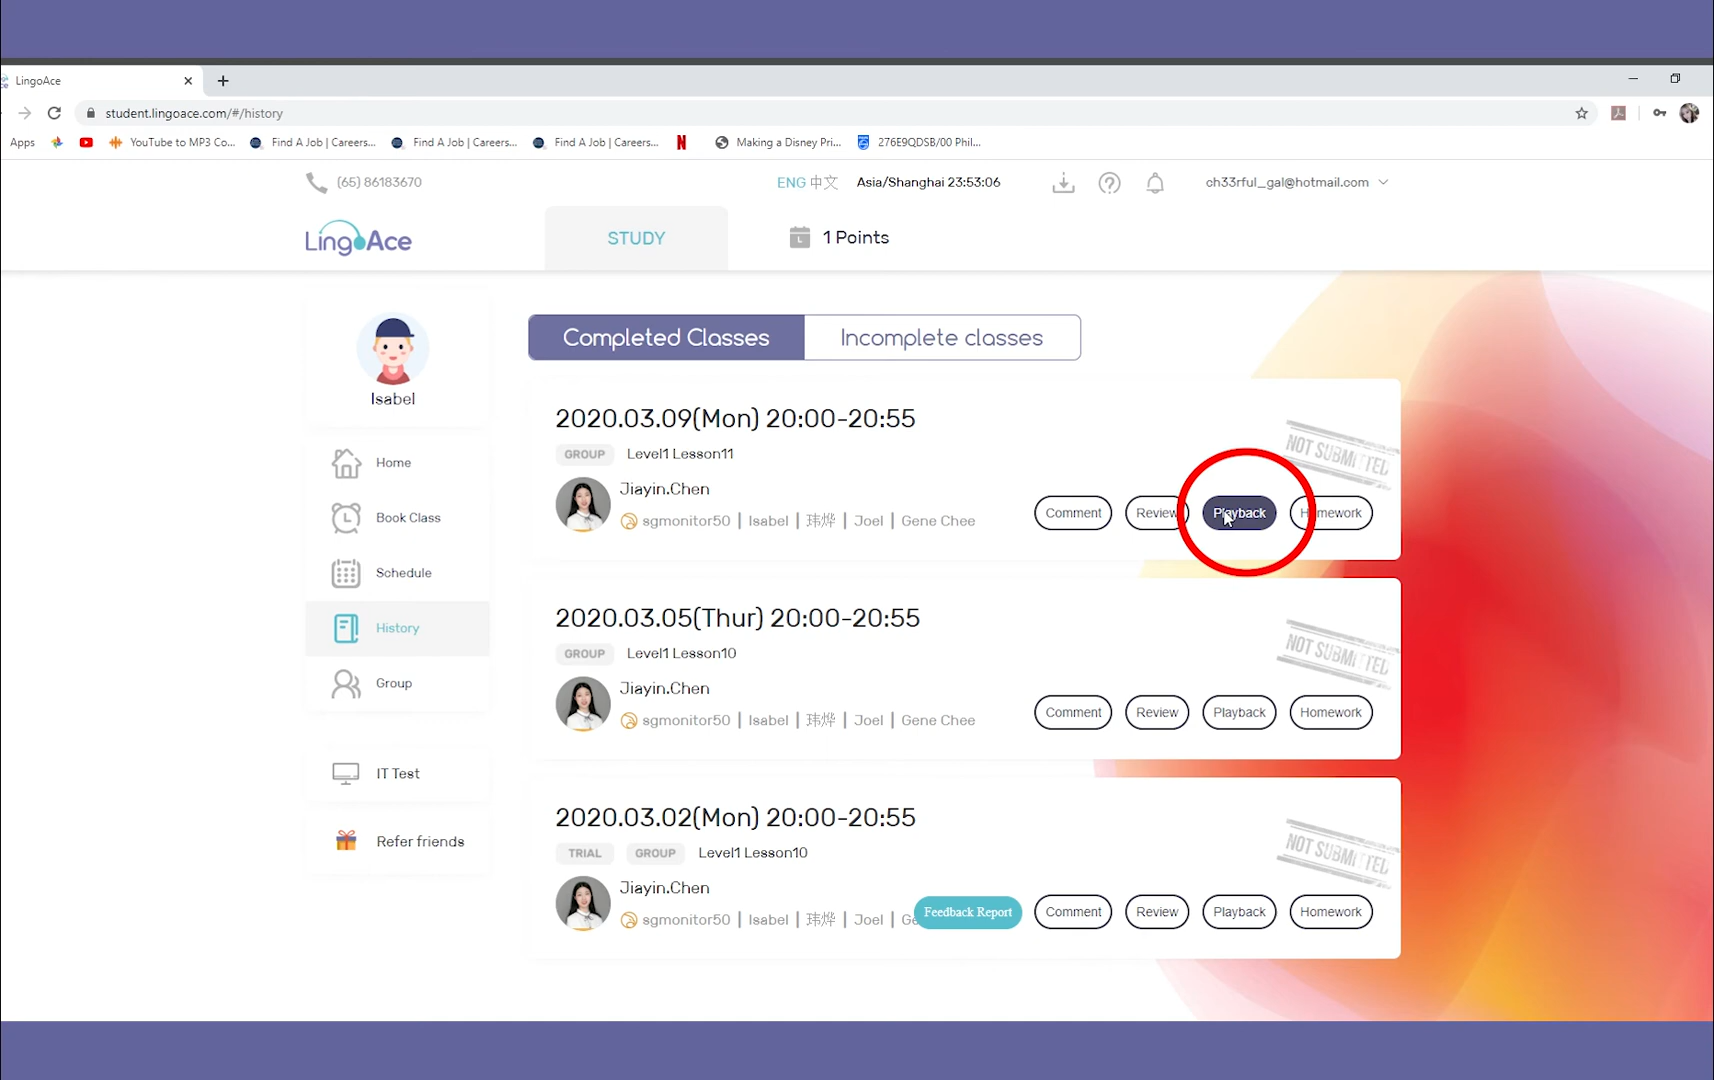 LingoAce
student.lingoace.com/#/history
Apps YouTube to MP3 Co... Find A Job | Careers... Find A Job | Careers... Find A Job | Careers... Making a Disney Pri... 276E9QDSB/00 Phil...
(65) 86183670 ENG 中文 Asia/Shanghai 23:53:06 ch33rful_gal@hotmail.com
LingoAce STUDY 1 Points
Completed Classes Incomplete classes
Isabel
Home
Book Class
Schedule
History
Group
IT Test
Refer friends
2020.03.09(Mon) 20:00-20:55
NOT SUBMITTED
GROUP Level1 Lesson11
Jiayin.Chen
sgmonitor50 | Isabel | 玮烨 | Joel | Gene Chee
Comment Review Playback Homework
2020.03.05(Thur) 20:00-20:55
NOT SUBMITTED
GROUP Level1 Lesson10
Jiayin.Chen
sgmonitor50 | Isabel | 玮烨 | Joel | Gene Chee
Comment Review Playback Homework
2020.03.02(Mon) 20:00-20:55
NOT SUBMITTED
TRIAL GROUP Level1 Lesson10
Jiayin.Chen
sgmonitor50 | Isabel | 玮烨 | Joel | Ge
Feedback Report Comment Review Playback Homework